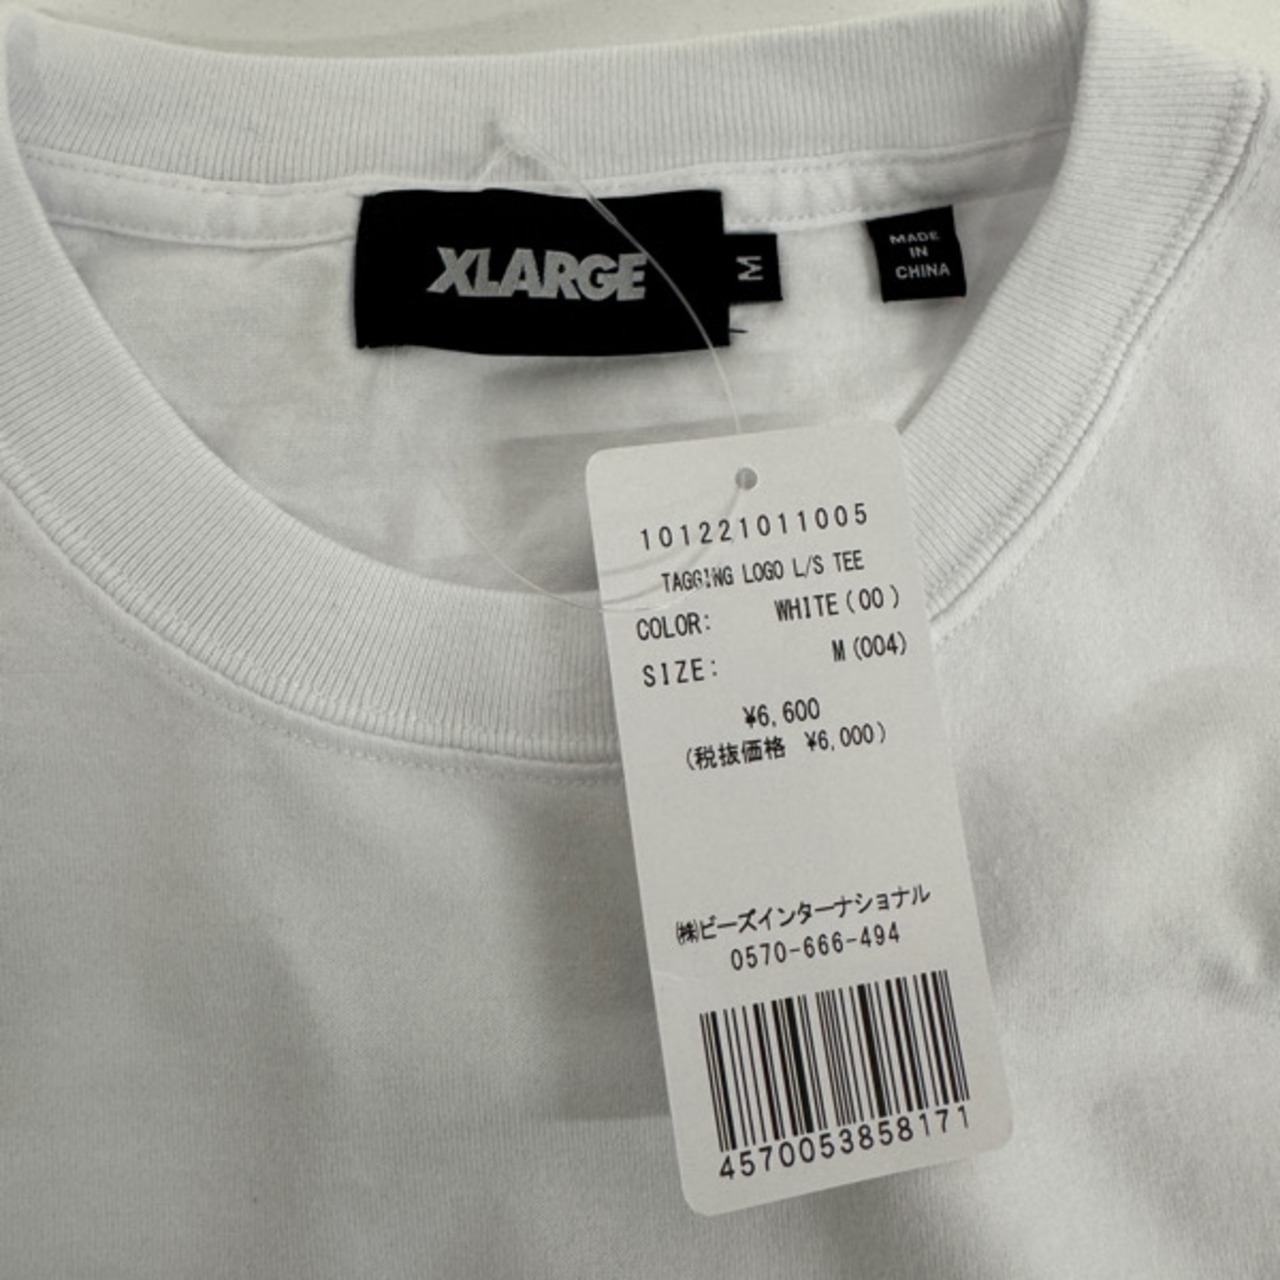 XLARGE
M
MADE
IN
CHINA
101221011005
TAGGING LOGO L/S TEE
COLOR: WHITE(00)
SIZE: M(004)
¥6,600
(税抜価格 ¥6,000)
㈱ビーズインターナショナル
0570-666-494
4570053858171